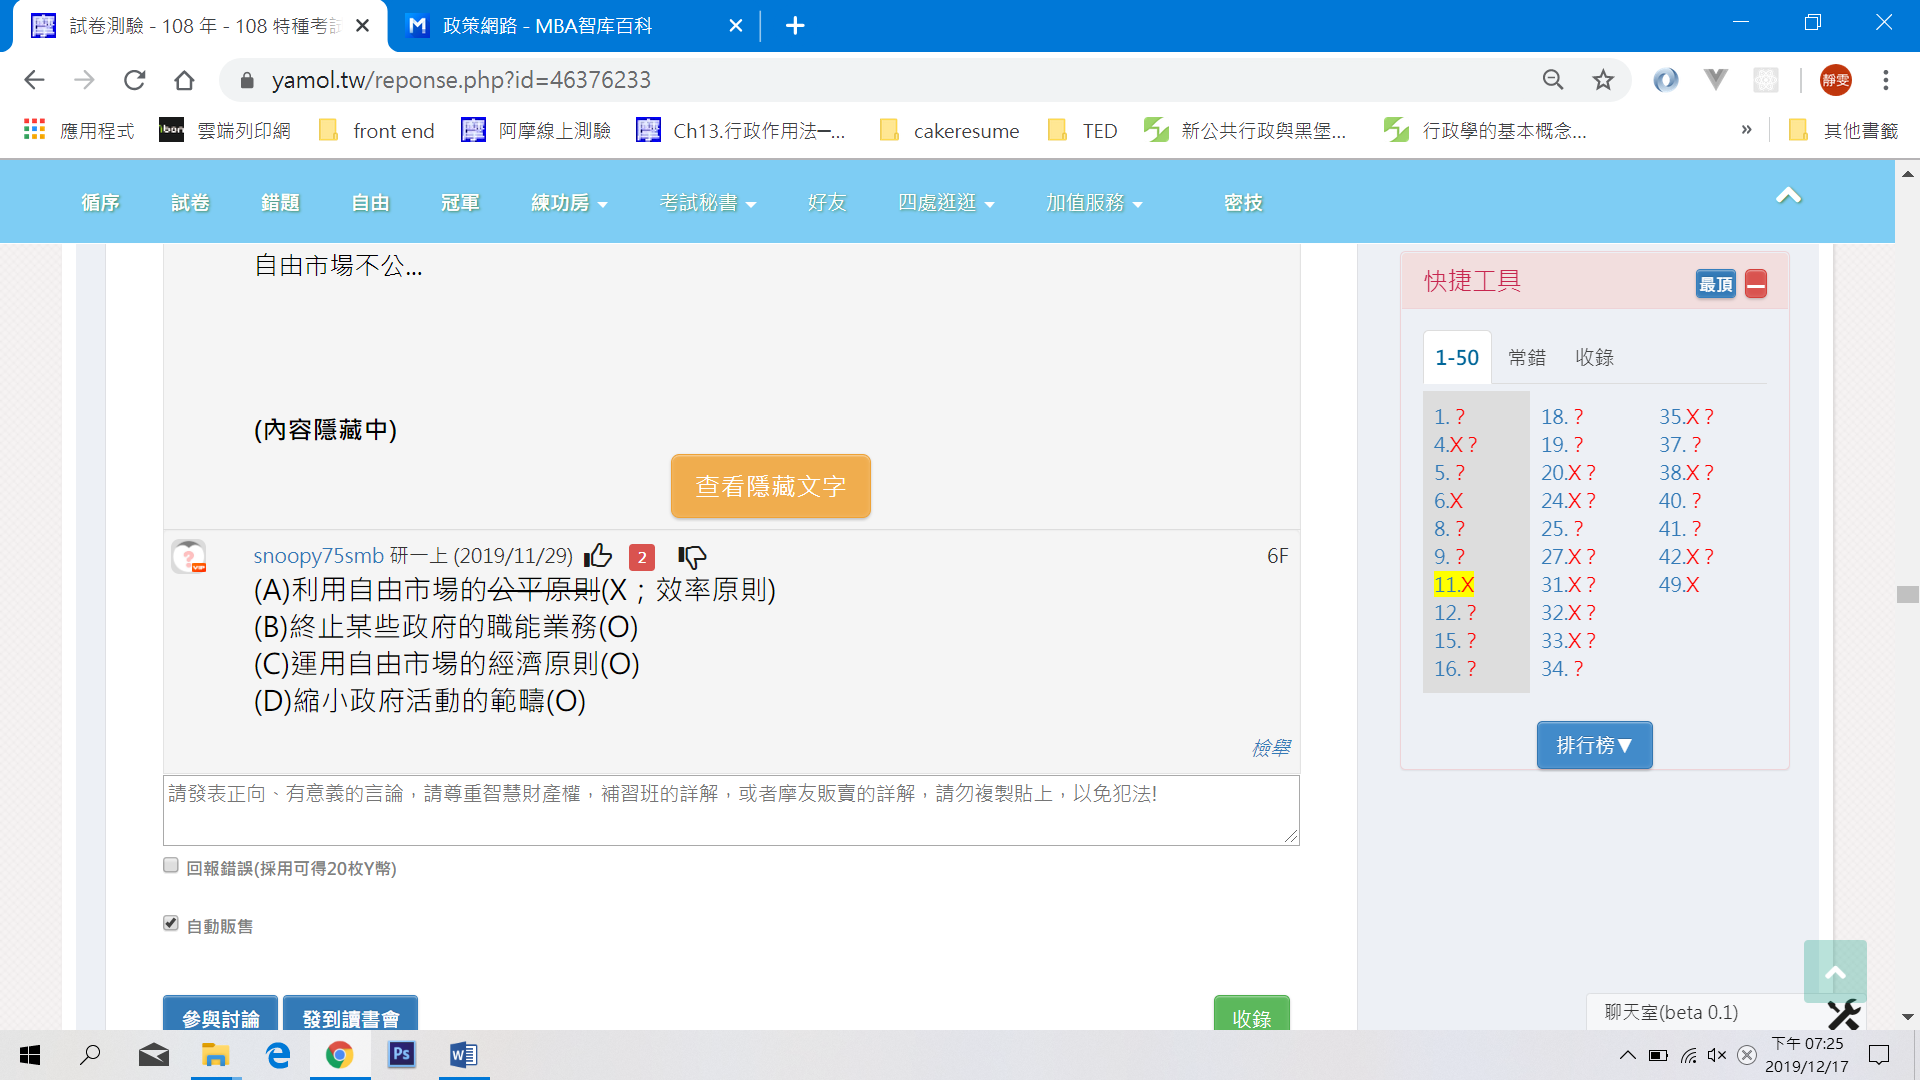 試卷測驗 - 108 年 - 108 特種考試
政策網路 - MBA智库百科
yamol.tw/reponse.php?id=46376233
靜雯
應用程式
ibon
雲端列印網
front end
阿摩線上測驗
Ch13.行政作用法—...
cakeresume
TED
新公共行政與黑堡...
行政學的基本概念...
»
其他書籤
循序
試卷
錯題
自由
冠軍
練功房
考試秘書
好友
四處逛逛
加值服務
密技
自由市場不公...
(內容隱藏中)
查看隱藏文字
snoopy75smb 研一上 (2019/11/29)
2
6F
(A)利用自由市場的公平原則(X；效率原則)
(B)終止某些政府的職能業務(O)
(C)運用自由市場的經濟原則(O)
(D)縮小政府活動的範疇(O)
檢舉
請發表正向、有意義的言論，請尊重智慧財產權，補習班的詳解，或者摩友販賣的詳解，請勿複製貼上，以免犯法!
回報錯誤(採用可得20枚Y幣)
自動販售
參與討論
發到讀書會
收錄
快捷工具
最頂
1-50
常錯
收錄
1. ?
4.X ?
5. ?
6.X
8. ?
9. ?
11.X
12. ?
15. ?
16. ?
18. ?
19. ?
20.X ?
24.X ?
25. ?
27.X ?
31.X ?
32.X ?
33.X ?
34. ?
35.X ?
37. ?
38.X ?
40. ?
41. ?
42.X ?
49.X
排行榜▼
聊天室(beta 0.1)
下午 07:25
2019/12/17